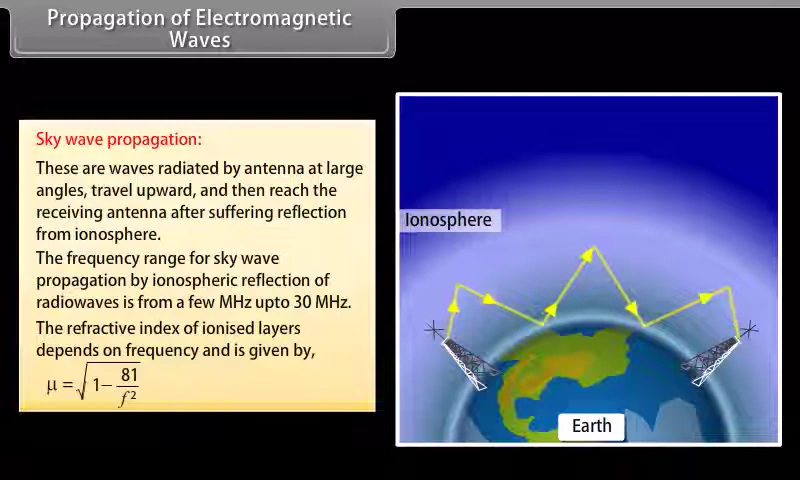 Propagation of Electromagnetic
Waves
Sky wave propagation:
These are waves radiated by antenna at large
angles, travel upward, and then reach the
receiving antenna after suffering reflection
from ionosphere.
The frequency range for sky wave
propagation by ionospheric reflection of
radiowaves is from a few MHz upto 30 MHz.
The refractive index of ionised layers
depends on frequency and is given by,
μ = √(1 − 81/f²)
Ionosphere
Earth